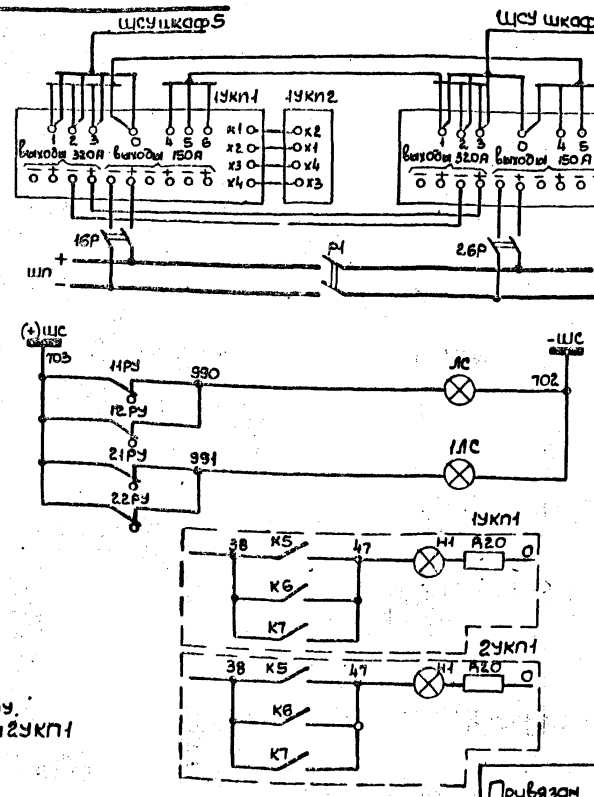 ЩСУ шкаф 5
ЩСУ шкаф
1УКП1 1УКП2
1 2 3 0 4 5 6
1 2 3 0 4 5
К1 Х2
Х2 Х1
Х3 Х4
Х4 Х3
Выходы 320А Выходы 150А
Выходы 320А Выходы 150А
1БР
Р1
2БР
+
ШП
-
(+)ШС
-ШС
703
11РУ
990
ЛС
702
12РУ
21РУ
991
1ЛС
22РУ
1УКП1
38 К5 47 Н1 R20 0
К6
К7
2УКП1
38 К5 47 Н1 R20 0
К6
К7
У.
и 2УКП1
Привязан